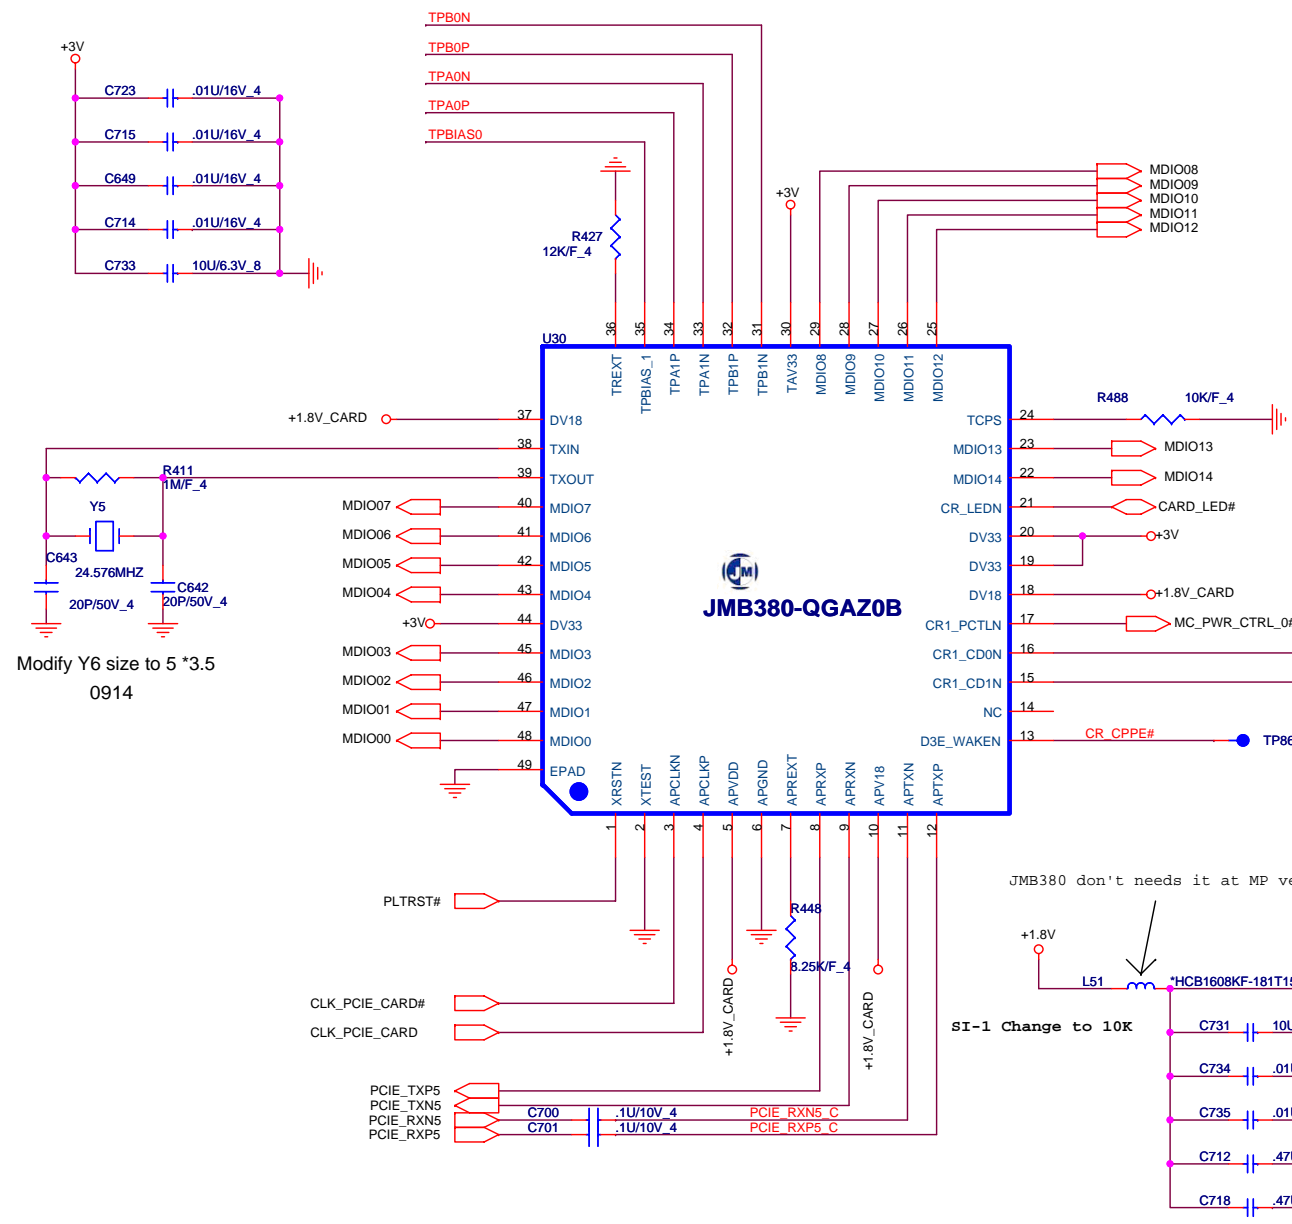 TPB0N
TPB0P
TPA0N
TPA0P
TPBIAS0
+3V
C723 .01U/16V_4
C715 .01U/16V_4
C649 .01U/16V_4
C714 .01U/16V_4
C733 10U/6.3V_8
R427
12K/F_4
+3V
MDIO08
MDIO09
MDIO10
MDIO11
MDIO12
U30
36 35 34 33 32 31 30 29 28 27 26 25
TREXT TPBIAS_1 TPA1P TPA1N TPB1P TPB1N TAV33 MDIO8 MDIO9 MDIO10 MDIO11 MDIO12
+1.8V_CARD 37 DV18
38 TXIN
39 TXOUT
MDIO07 40 MDIO7
MDIO06 41 MDIO6
MDIO05 42 MDIO5
MDIO04 43 MDIO4
+3V 44 DV33
MDIO03 45 MDIO3
MDIO02 46 MDIO2
MDIO01 47 MDIO1
MDIO00 48 MDIO0
49 EPAD
R411
1M/F_4
Y5
24.576MHZ
C643
20P/50V_4
C642
20P/50V_4
Modify Y6 size to 5 *3.5
0914
JM
JMB380-QGAZ0B
TCPS 24 R488 10K/F_4
MDIO13 23 MDIO13
MDIO14 22 MDIO14
CR_LEDN 21 CARD_LED#
DV33 20 +3V
DV33 19
DV18 18 +1.8V_CARD
CR1_PCTLN 17 MC_PWR_CTRL_0#
CR1_CD0N 16
CR1_CD1N 15
NC 14
D3E_WAKEN 13 CR_CPPE# TP86
XRSTN XTEST APCLKN APCLKP APVDD APGND APREXT APRXP APRXN APV18 APTXN APTXP
1 2 3 4 5 6 7 8 9 10 11 12
PLTRST#
R448
8.25K/F_4
+1.8V_CARD
+1.8V_CARD
CLK_PCIE_CARD#
CLK_PCIE_CARD
PCIE_TXP5
PCIE_TXN5
PCIE_RXN5 C700 .1U/10V_4 PCIE_RXN5_C
PCIE_RXP5 C701 .1U/10V_4 PCIE_RXP5_C
JMB380 don't needs it at MP ve
+1.8V
L51 *HCB1608KF-181T15
SI-1 Change to 10K
C731 10U
C734 .01U
C735 .01U
C712 .47U
C718 .47U